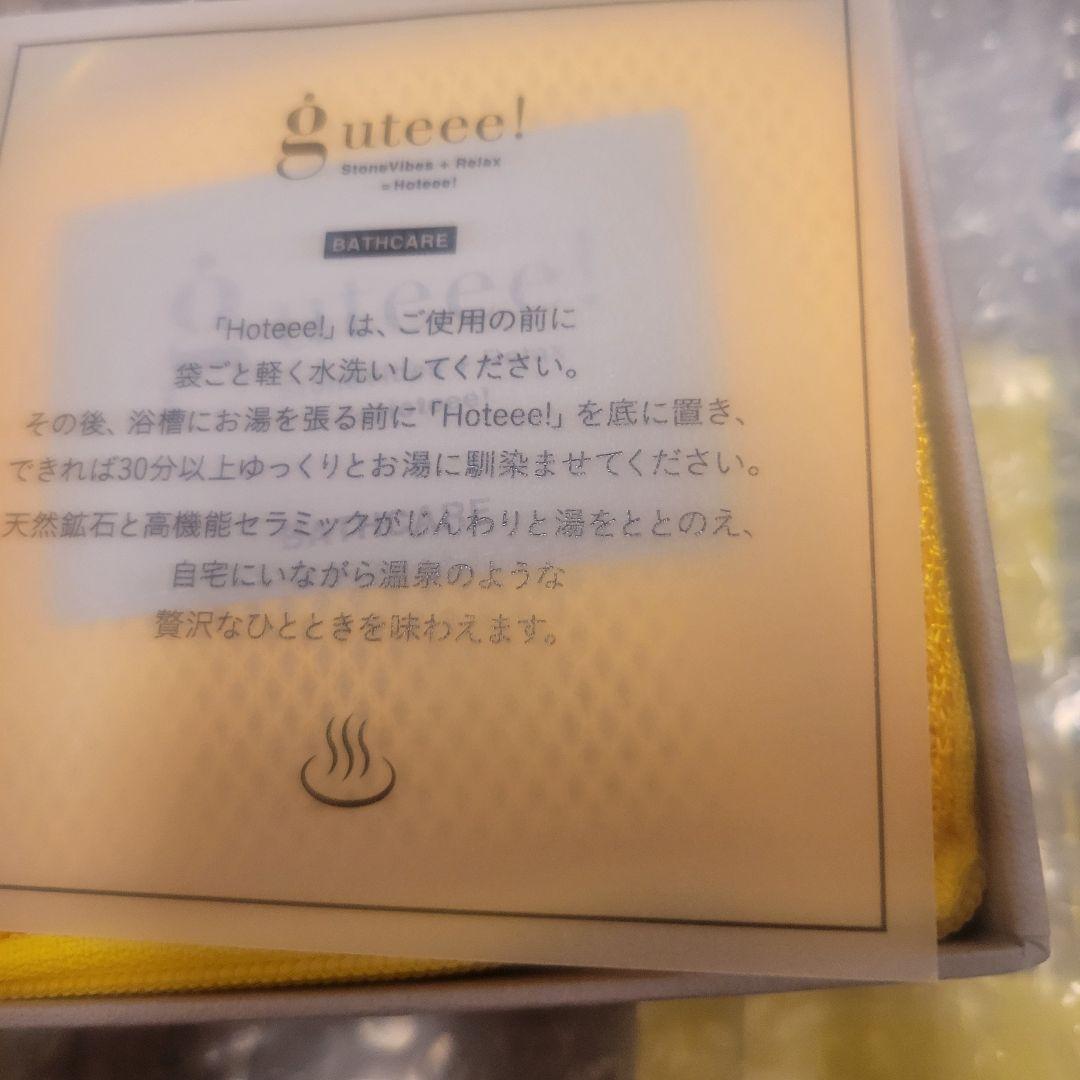 guteee!
StoneVibes + Relax
= Hoteee!
BATHCARE
「Hoteee!」は、ご使用の前に
袋ごと軽く水洗いしてください。
その後、浴槽にお湯を張る前に「Hoteee!」を底に置き、
できれば30分以上ゆっくりとお湯に馴染ませてください。
天然鉱石と高機能セラミックがじんわりと湯をととのえ、
自宅にいながら温泉のような
贅沢なひとときを味わえます。